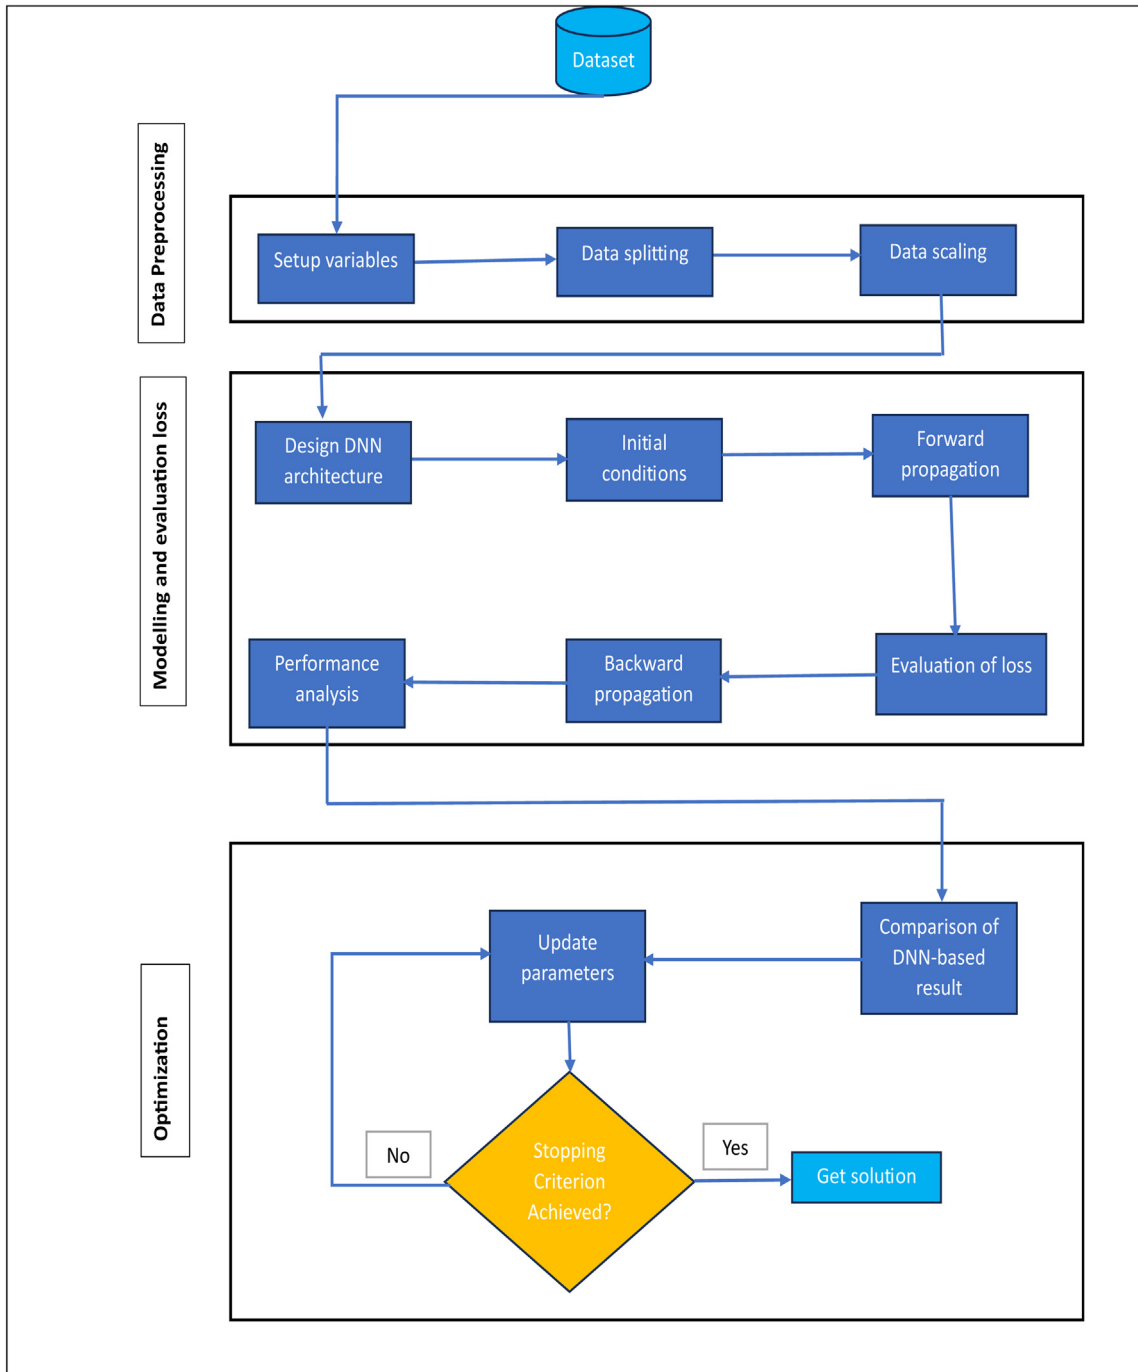 Dataset
Data Preprocessing
Setup variables
Data splitting
Data scaling
Modelling and evaluation loss
Design DNN
architecture
Initial
conditions
Forward
propagation
Performance
analysis
Backward
propagation
Evaluation of loss
Optimization
Update
parameters
Comparison of
DNN-based
result
No
Stopping
Criterion
Achieved?
Yes
Get solution